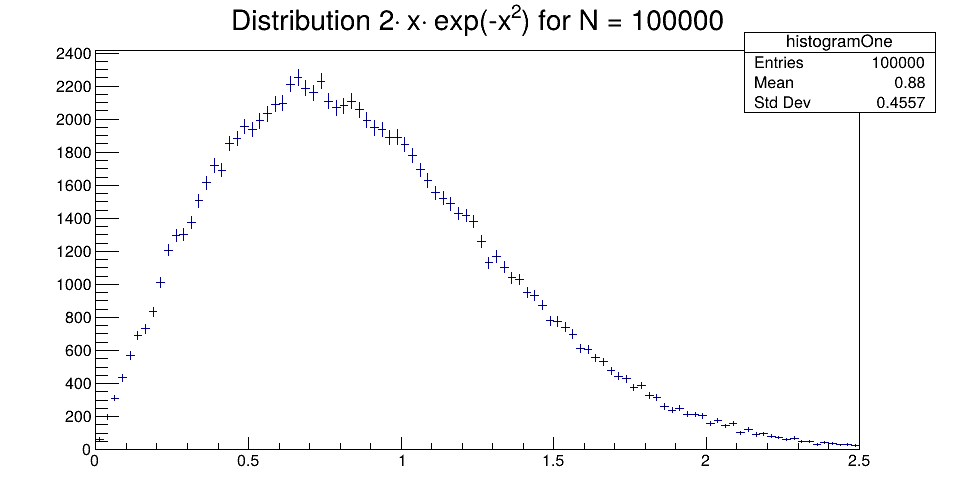 Distribution 2· x· exp(-x²) for N = 100000
histogramOne
Entries 100000
Mean 0.88
Std Dev 0.4557
2400
2200
2000
1800
1600
1400
1200
1000
800
600
400
200
0
0 0.5 1 1.5 2 2.5